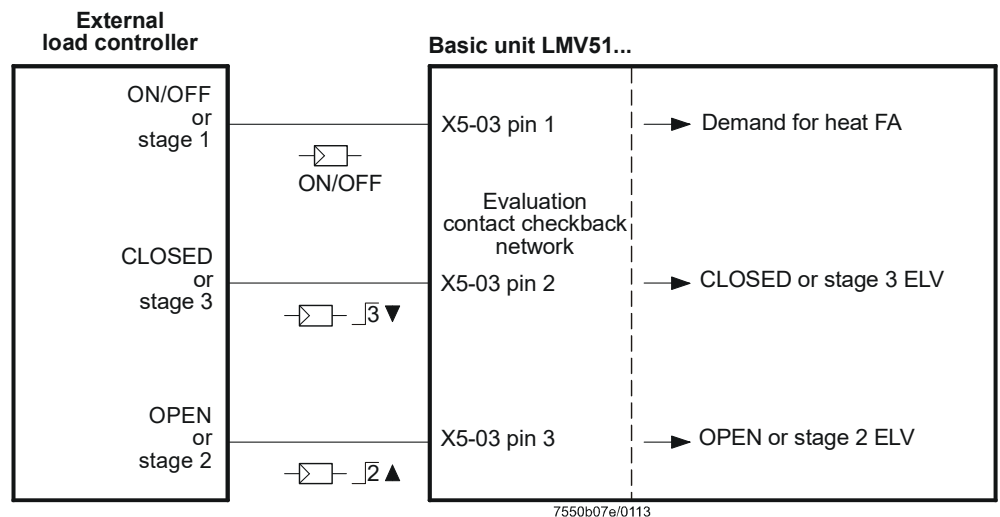 External
load controller
Basic unit LMV51...
ON/OFF
or
stage 1
X5-03 pin 1
Demand for heat FA
ON/OFF
Evaluation
contact checkback
network
CLOSED
or
stage 3
X5-03 pin 2
CLOSED or stage 3 ELV
3
OPEN
or
stage 2
X5-03 pin 3
OPEN or stage 2 ELV
2
7550b07e/0113